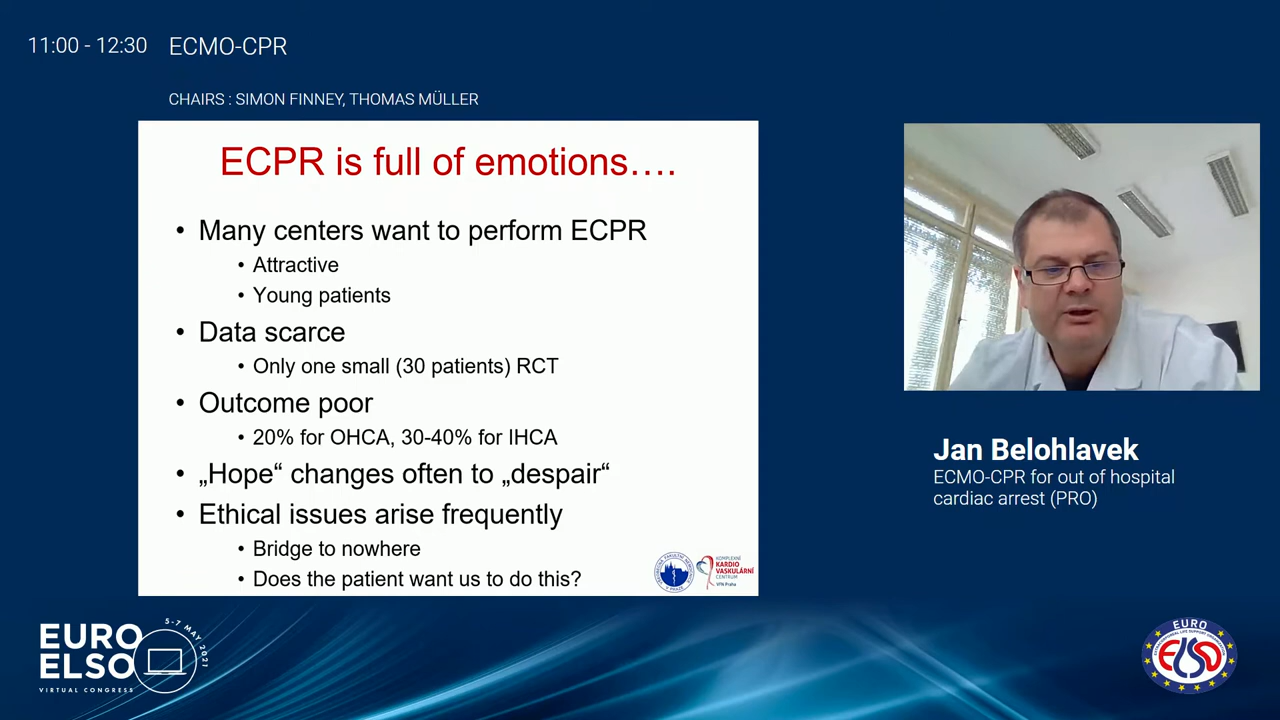 11:00 - 12:30 ECMO-CPR
CHAIRS : SIMON FINNEY, THOMAS MÜLLER
ECPR is full of emotions….
• Many centers want to perform ECPR
• Attractive
• Young patients
• Data scarce
• Only one small (30 patients) RCT
• Outcome poor
• 20% for OHCA, 30-40% for IHCA
• „Hope“ changes often to „despair“
• Ethical issues arise frequently
• Bridge to nowhere
• Does the patient want us to do this?
KOMPLEXNÍ
KARDIO
VASKULÁRNÍ
CENTRUM
VFN Praha
Jan Belohlavek
ECMO-CPR for out of hospital
cardiac arrest (PRO)
EURO
ELSO
VIRTUAL CONGRESS
5-7 MAY 2021
EURO
ELSO